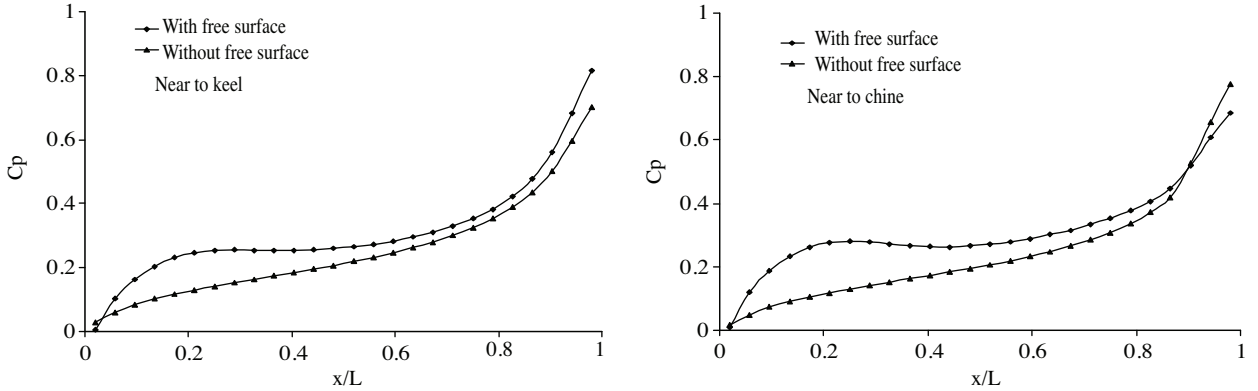 1
0.8
0.6
0.4
0.2
0
Cp
With free surface
Without free surface
Near to keel
0 0.2 0.4 0.6 0.8 1
x/L
1
0.8
0.6
0.4
0.2
0
Cp
With free surface
Without free surface
Near to chine
0 0.2 0.4 0.6 0.8 1
x/L